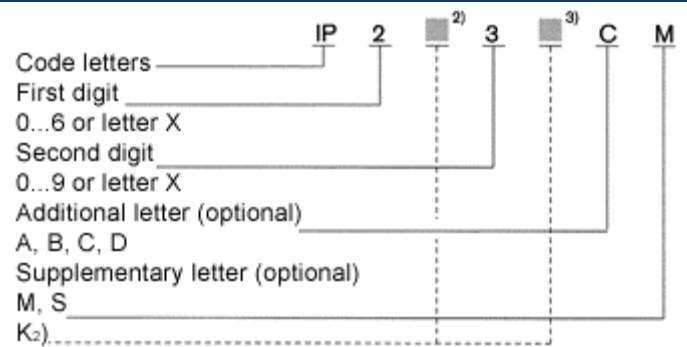 IP 2 2) 3 3) C M
Code letters
First digit
0...6 or letter X
Second digit
0...9 or letter X
Additional letter (optional)
A, B, C, D
Supplementary letter (optional)
M, S
K2)